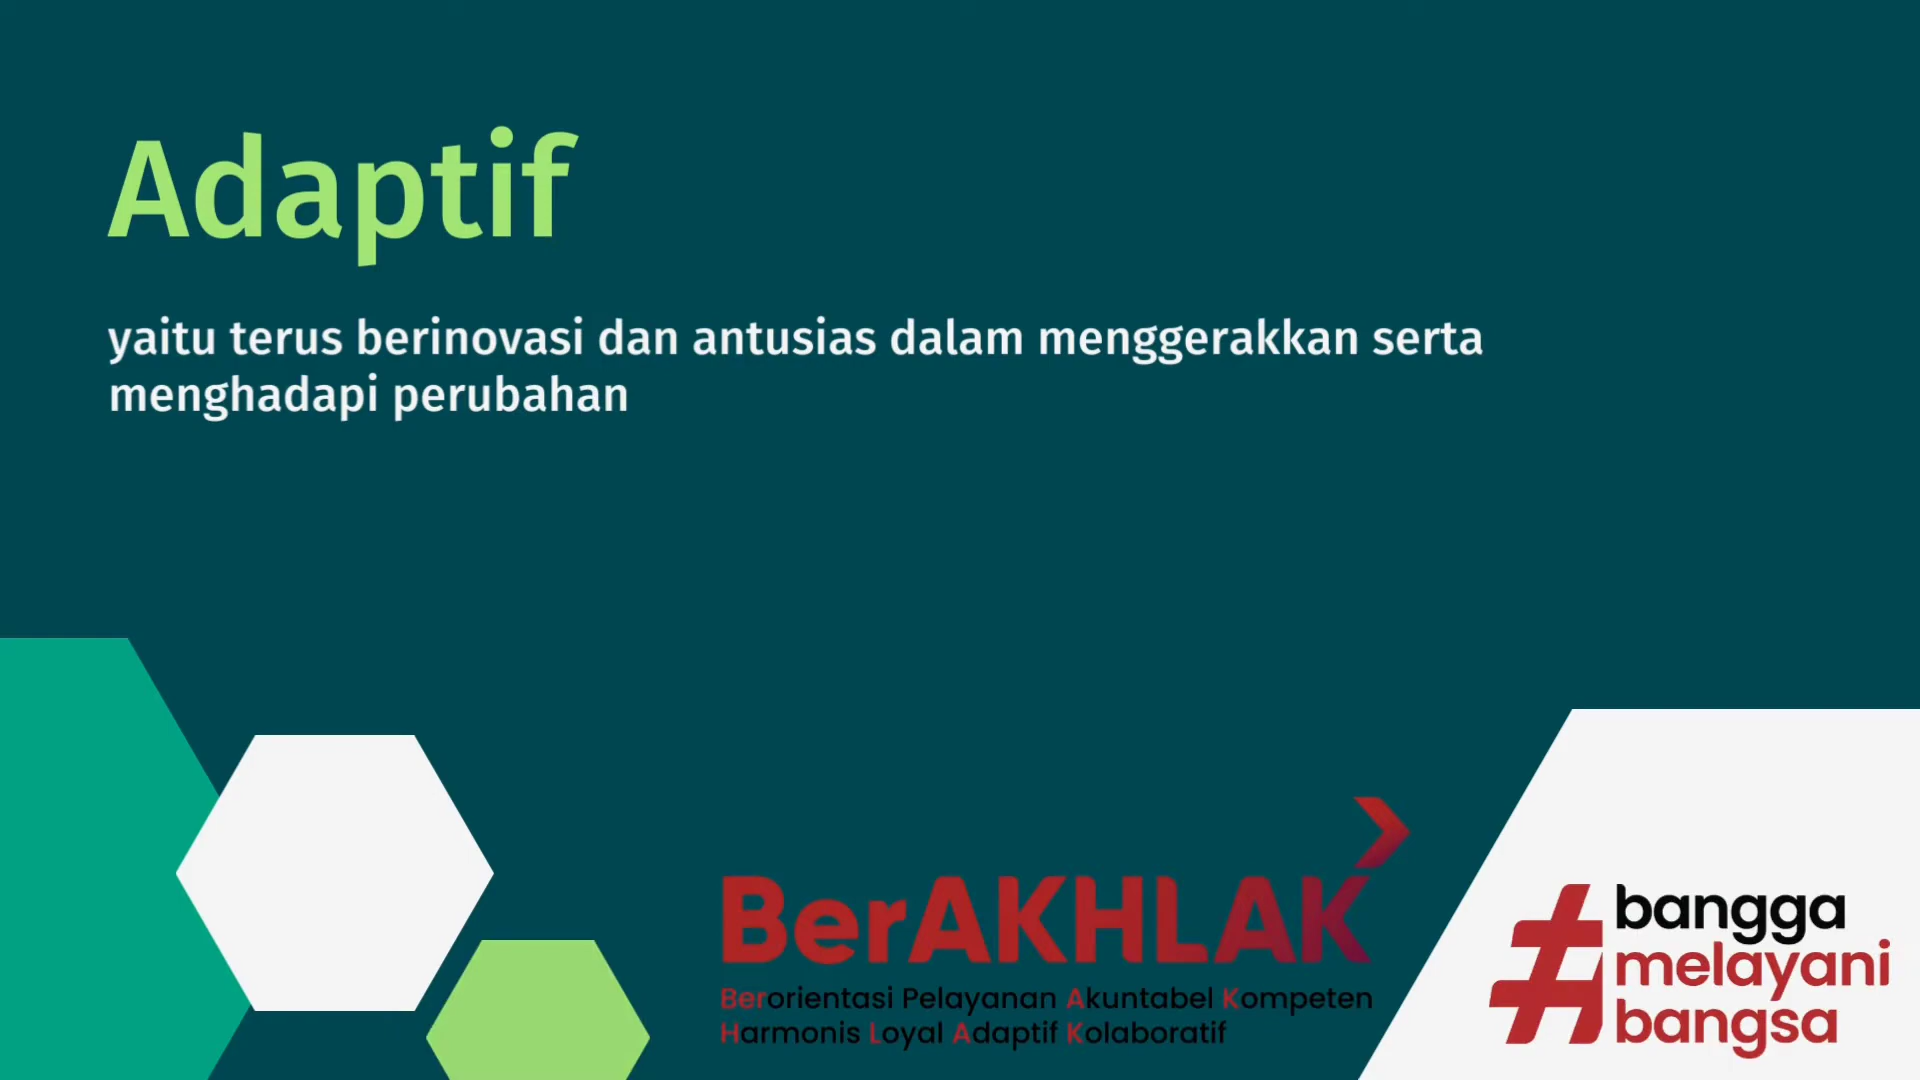 Adaptif
yaitu terus berinovasi dan antusias dalam menggerakkan serta
menghadapi perubahan
BerAKHLAK
Berorientasi Pelayanan Akuntabel Kompeten
Harmonis Loyal Adaptif Kolaboratif
#bangga
melayani
bangsa